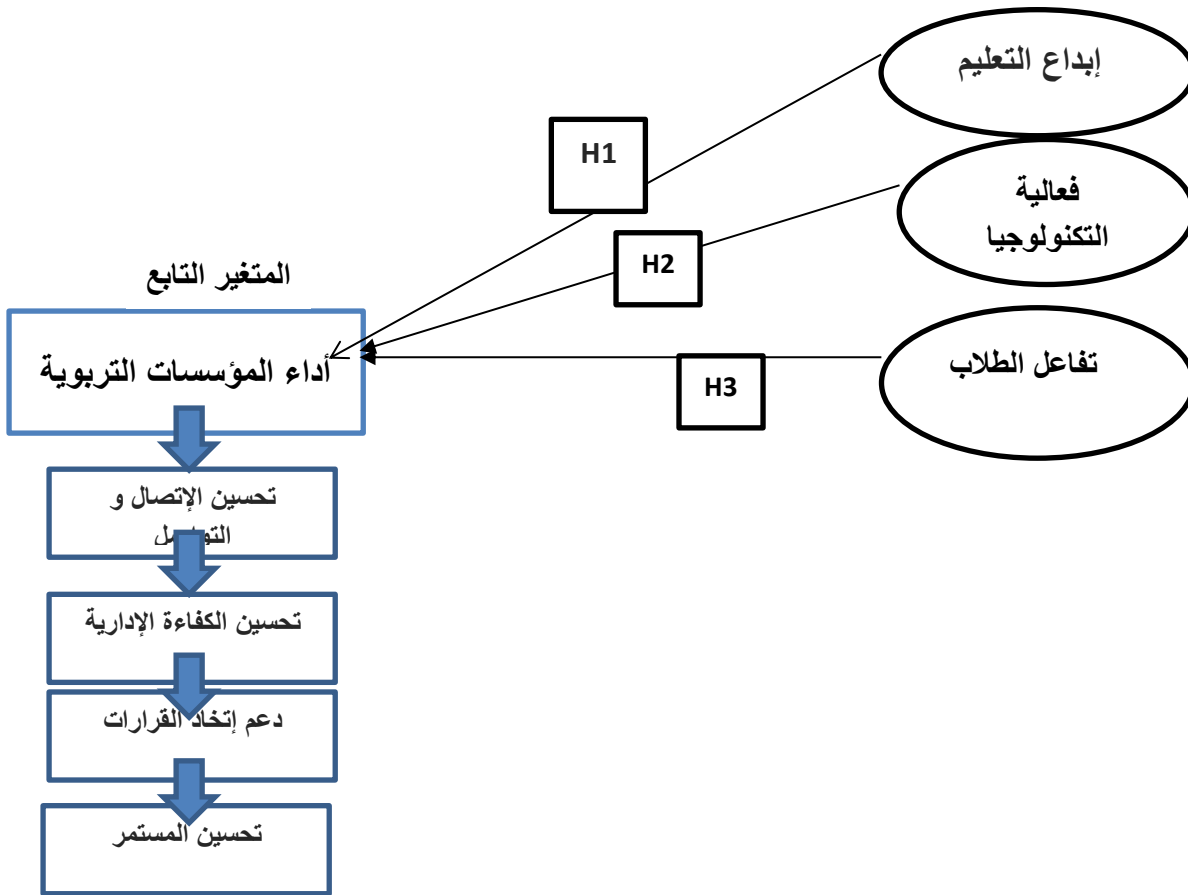 إبداع التعليم
H1
فعالية
التكنولوجيا
H2
المتغير التابع
أداء المؤسسات التربوية
تفاعل الطلاب
H3
تحسين الإتصال و
تحسين الكفاءة الإدارية
دعم إتخاذ القرارات
تحسين المستمر